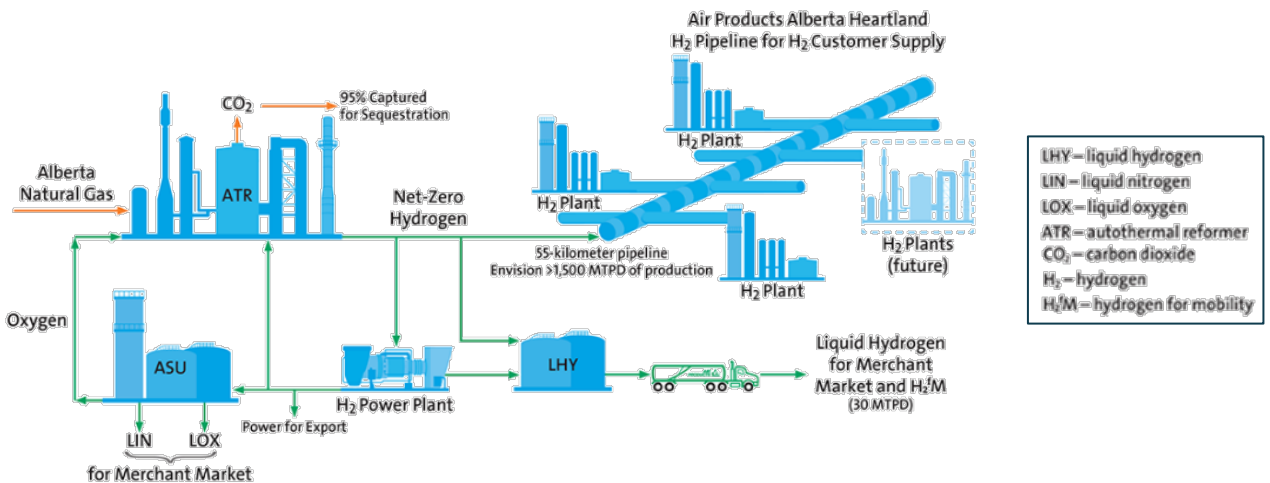 Air Products Alberta Heartland
H₂ Pipeline for H₂ Customer Supply
CO₂
95% Captured
for Sequestration
Alberta
Natural Gas
ATR
Net-Zero
Hydrogen
H₂ Plant
H₂ Plant
H₂ Plant
H₂ Plants
(future)
55-kilometer pipeline
Envision >1,500 MTPD of production
Oxygen
ASU
H₂ Power Plant
Power for Export
LHY
Liquid Hydrogen
for Merchant
Market and H₂fM
(30 MTPD)
LIN
LOX
for Merchant Market
LHY – liquid hydrogen
LIN – liquid nitrogen
LOX – liquid oxygen
ATR – autothermal reformer
CO₂ – carbon dioxide
H₂ – hydrogen
H₂fM – hydrogen for mobility